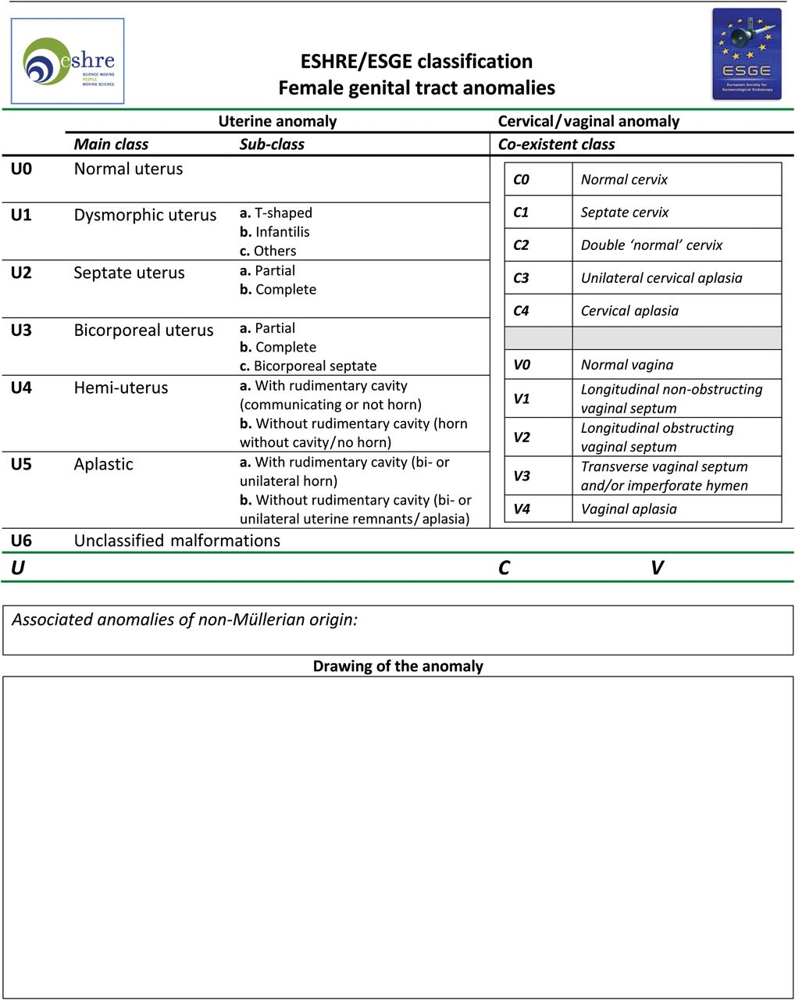 eshre
SCIENCE MOVING
PEOPLE
MOVING SCIENCE
ESHRE/ESGE classification
Female genital tract anomalies
ESGE
European Society for
Gynaecological Endoscopy
Uterine anomaly
Cervical/vaginal anomaly
Main class Sub-class
Co-existent class
U0 Normal uterus
U1 Dysmorphic uterus a. T-shaped
b. Infantilis
c. Others
U2 Septate uterus a. Partial
b. Complete
U3 Bicorporeal uterus a. Partial
b. Complete
c. Bicorporeal septate
U4 Hemi-uterus a. With rudimentary cavity
(communicating or not horn)
b. Without rudimentary cavity (horn
without cavity/no horn)
U5 Aplastic a. With rudimentary cavity (bi- or
unilateral horn)
b. Without rudimentary cavity (bi- or
unilateral uterine remnants/aplasia)
U6 Unclassified malformations
C0 Normal cervix
C1 Septate cervix
C2 Double ‘normal’ cervix
C3 Unilateral cervical aplasia
C4 Cervical aplasia
V0 Normal vagina
V1 Longitudinal non-obstructing
vaginal septum
V2 Longitudinal obstructing
vaginal septum
V3 Transverse vaginal septum
and/or imperforate hymen
V4 Vaginal aplasia
U C V
Associated anomalies of non-Müllerian origin:
Drawing of the anomaly